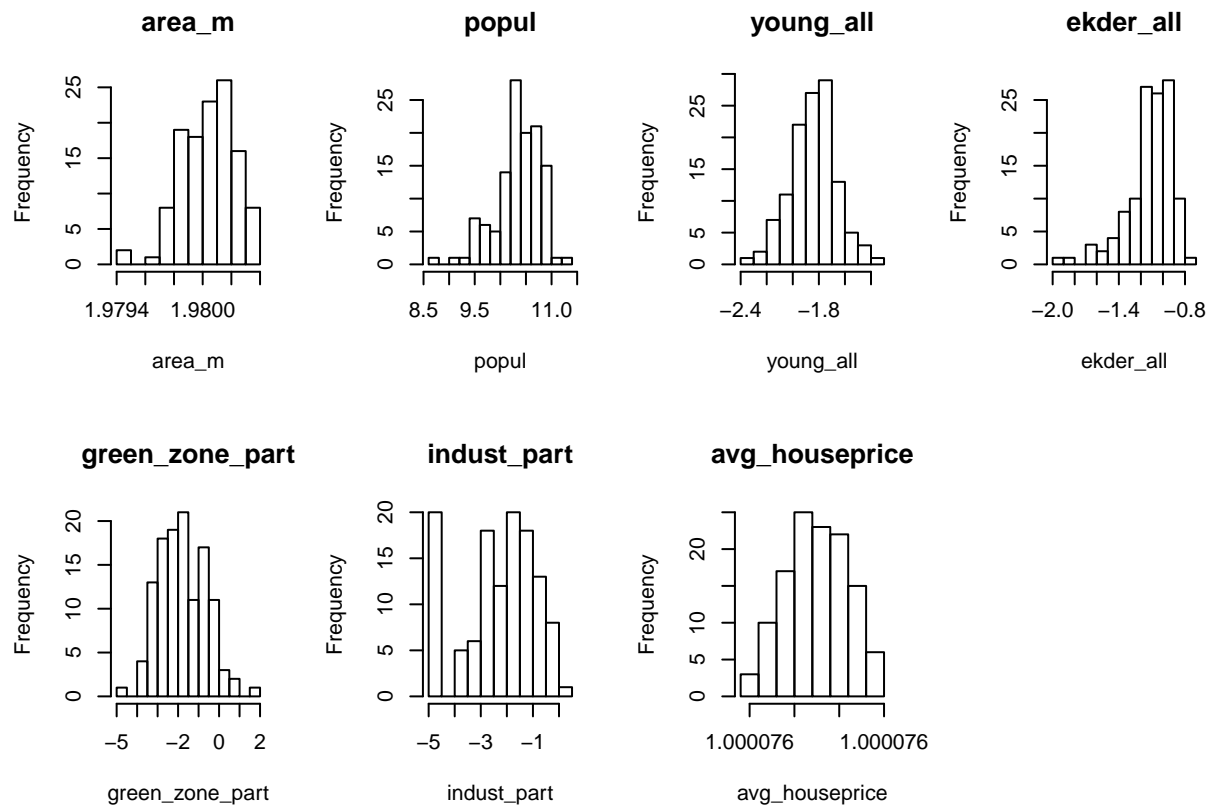 area_m
popul
young_all
ekder_all
Frequency
0
5
15
25
1.9794
1.9800
area_m
Frequency
0
5
15
25
8.5
9.5
11.0
popul
Frequency
0
5
15
25
−2.4
−1.8
young_all
Frequency
0
5
15
25
−2.0
−1.4
−0.8
ekder_all
green_zone_part
indust_part
avg_houseprice
Frequency
0
5
10
15
20
−5
−2
0
2
green_zone_part
Frequency
0
5
10
15
20
−5
−3
−1
indust_part
Frequency
0
5
10
20
1.000076
1.000076
avg_houseprice